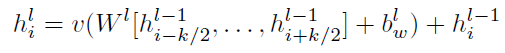 $h_i^l = v(W^l[h_{i-k/2}^{l-1}, \ldots, h_{i+k/2}^{l-1}] + b_w^l) + h_i^{l-1}$